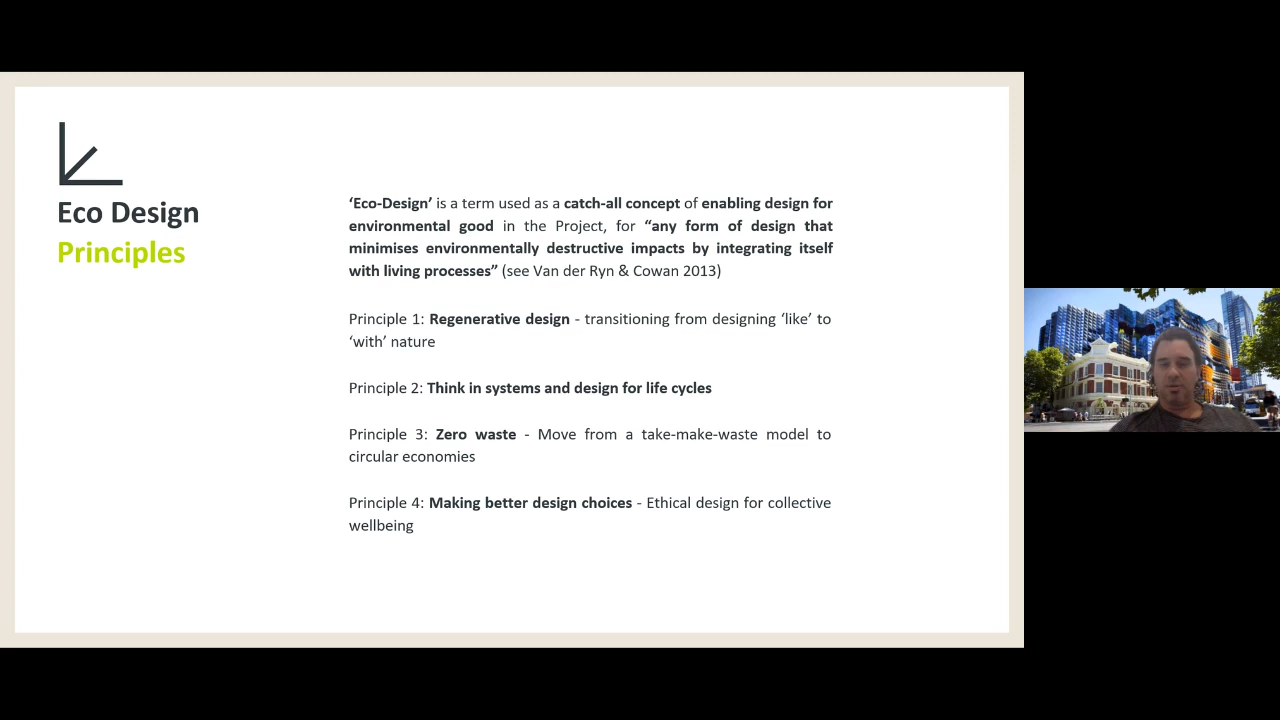 Eco Design
Principles
‘Eco-Design’ is a term used as a catch-all concept of enabling design for
environmental good in the Project, for “any form of design that
minimises environmentally destructive impacts by integrating itself
with living processes” (see Van der Ryn & Cowan 2013)
Principle 1: Regenerative design - transitioning from designing ‘like’ to
‘with’ nature
Principle 2: Think in systems and design for life cycles
Principle 3: Zero waste - Move from a take-make-waste model to
circular economies
Principle 4: Making better design choices - Ethical design for collective
wellbeing